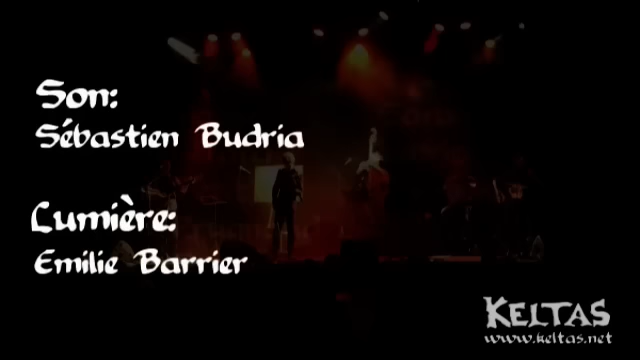 Son:
Sébastien Budria
Lumière:
Emilie Barrier
KELTAS
www.keltas.net